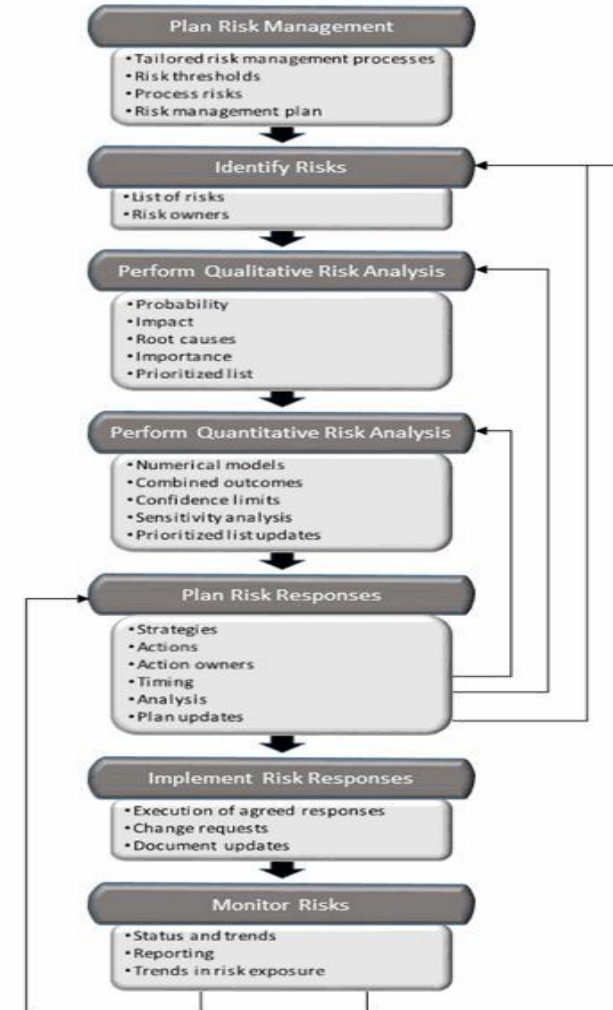 Plan Risk Management
•Tailored risk management processes
•Risk thresholds
•Process risks
•Risk management plan
Identify Risks
•List of risks
•Risk owners
Perform Qualitative Risk Analysis
•Probability
•Impact
•Root causes
•Importance
•Prioritized list
Perform Quantitative Risk Analysis
•Numerical models
•Combined outcomes
•Confidence limits
•Sensitivity analysis
•Prioritized list updates
Plan Risk Responses
•Strategies
•Actions
•Action owners
•Timing
•Analysis
•Plan updates
Implement Risk Responses
•Execution of agreed responses
•Change requests
•Document updates
Monitor Risks
•Status and trends
•Reporting
•Trends in risk exposure